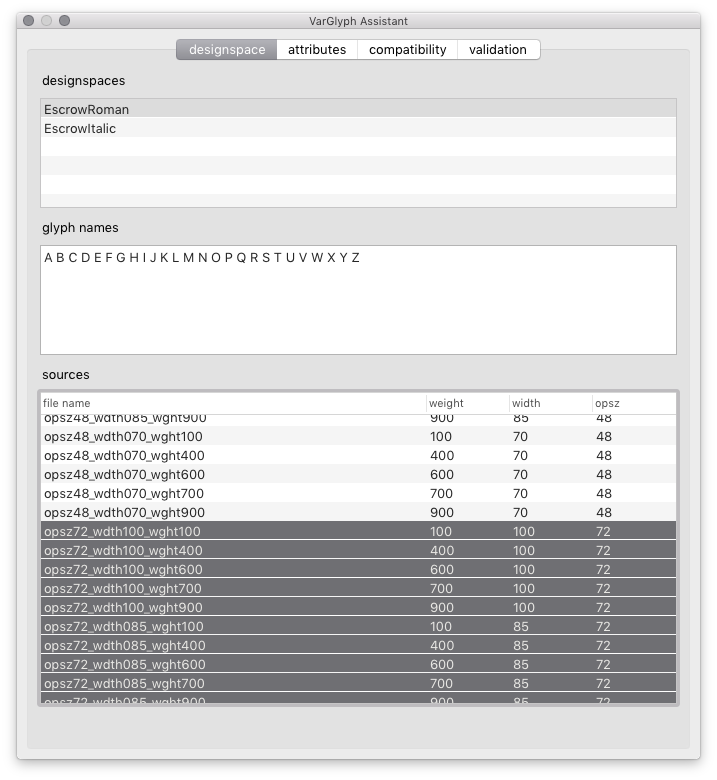 VarGlyph Assistant
designspace attributes compatibility validation
designspaces
EscrowRoman
EscrowItalic
glyph names
A B C D E F G H I J K L M N O P Q R S T U V W X Y Z
sources
file name weight width opsz
opsz48_wdth085_wght900 900 85 48
opsz48_wdth070_wght100 100 70 48
opsz48_wdth070_wght400 400 70 48
opsz48_wdth070_wght600 600 70 48
opsz48_wdth070_wght700 700 70 48
opsz48_wdth070_wght900 900 70 48
opsz72_wdth100_wght100 100 100 72
opsz72_wdth100_wght400 400 100 72
opsz72_wdth100_wght600 600 100 72
opsz72_wdth100_wght700 700 100 72
opsz72_wdth100_wght900 900 100 72
opsz72_wdth085_wght100 100 85 72
opsz72_wdth085_wght400 400 85 72
opsz72_wdth085_wght600 600 85 72
opsz72_wdth085_wght700 700 85 72
opsz72_wdth085_wght900 900 85 72